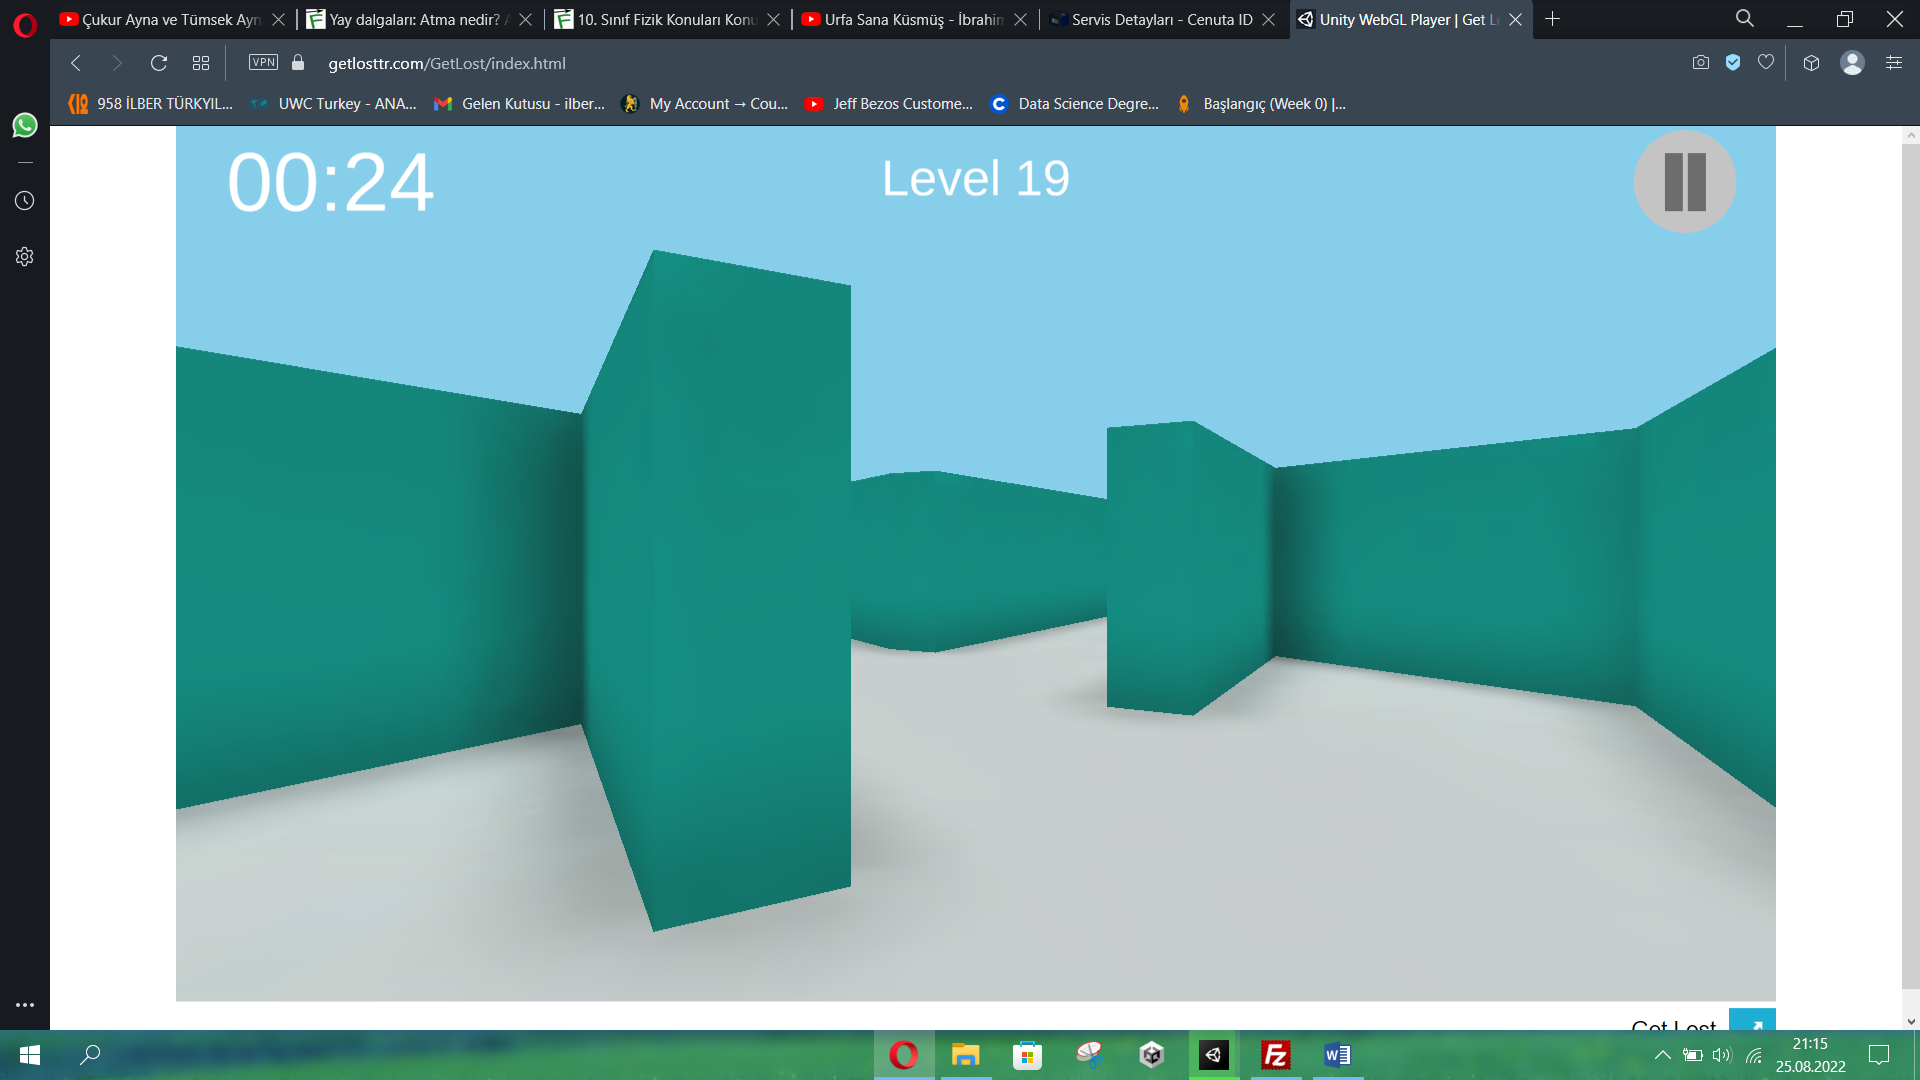 Çukur Ayna ve Tümsek Ayn
Yay dalgaları: Atma nedir? A
10. Sınıf Fizik Konuları Konu
Urfa Sana Küsmüş - İbrahim
Servis Detayları - Cenuta ID
Unity WebGL Player | Get Lo
VPN
getlosttr.com/GetLost/index.html
958 İLBER TÜRKYIL...
UWC Turkey - ANA...
Gelen Kutusu - ilber...
My Account → Cou...
Jeff Bezos Custome...
Data Science Degre...
Başlangıç (Week 0) |...
00:24
Level 19
Get Lost
21:15
25.08.2022